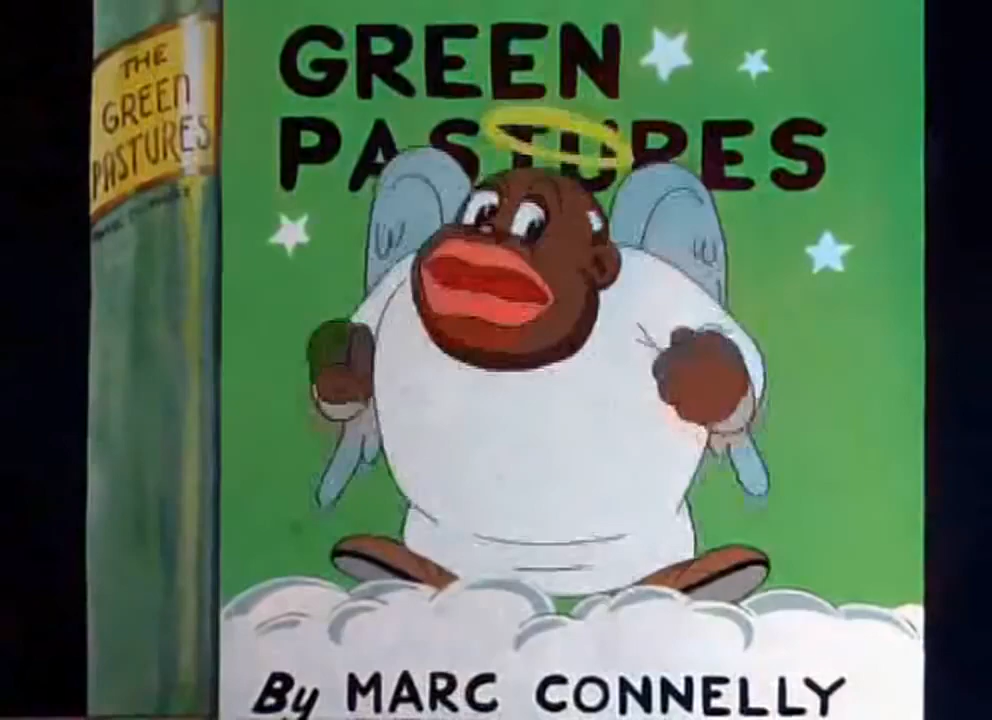 THE
GREEN
PASTURES
GREEN
PASTURES
By MARC CONNELLY